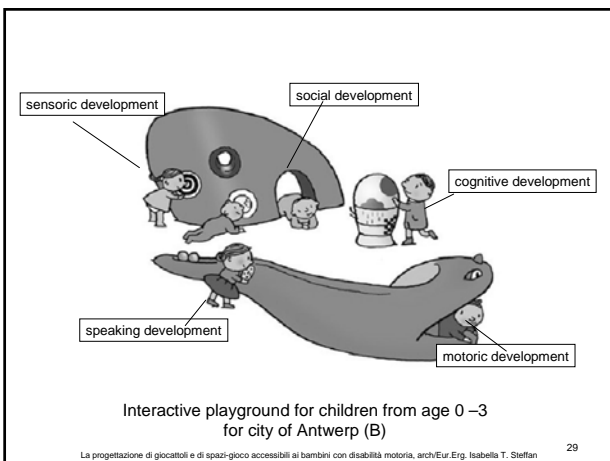 social development
sensoric development
cognitive development
speaking development
motoric development
Interactive playground for children from age 0 –3
for city of Antwerp (B)
La progettazione di giocattoli e di spazi-gioco accessibili ai bambini con disabilità motoria, arch/Eur.Erg. Isabella T. Steffan
29